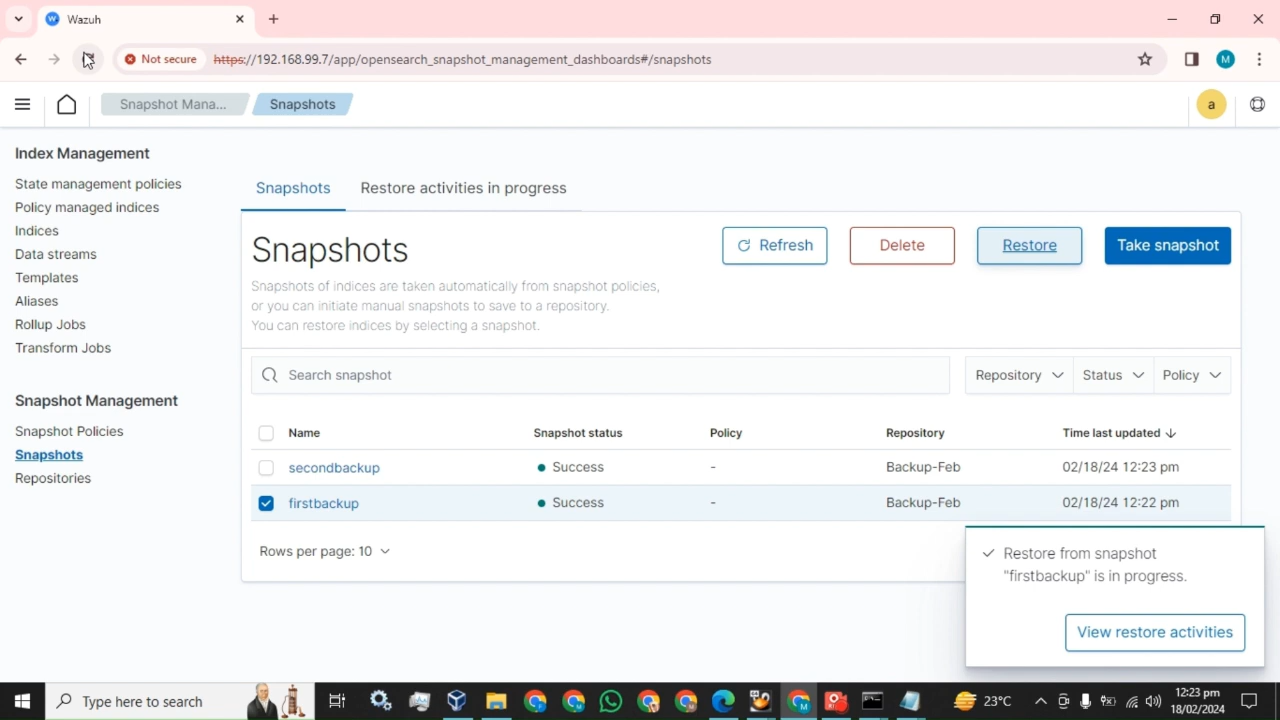 Wazuh
Not secure
https://192.168.99.7/app/opensearch_snapshot_management_dashboards#/snapshots
M
Snapshot Mana...
Snapshots
a
Index Management
State management policies
Policy managed indices
Indices
Data streams
Templates
Aliases
Rollup Jobs
Transform Jobs
Snapshot Management
Snapshot Policies
Snapshots
Repositories
Snapshots
Restore activities in progress
Snapshots
Refresh
Delete
Restore
Take snapshot
Snapshots of indices are taken automatically from snapshot policies,
or you can initiate manual snapshots to save to a repository.
You can restore indices by selecting a snapshot.
Search snapshot
Repository
Status
Policy
Name Snapshot status Policy Repository Time last updated
secondbackup Success - Backup-Feb 02/18/24 12:23 pm
firstbackup Success - Backup-Feb 02/18/24 12:22 pm
Rows per page: 10
Restore from snapshot
"firstbackup" is in progress.
View restore activities
Type here to search
23°C
12:23 pm
18/02/2024